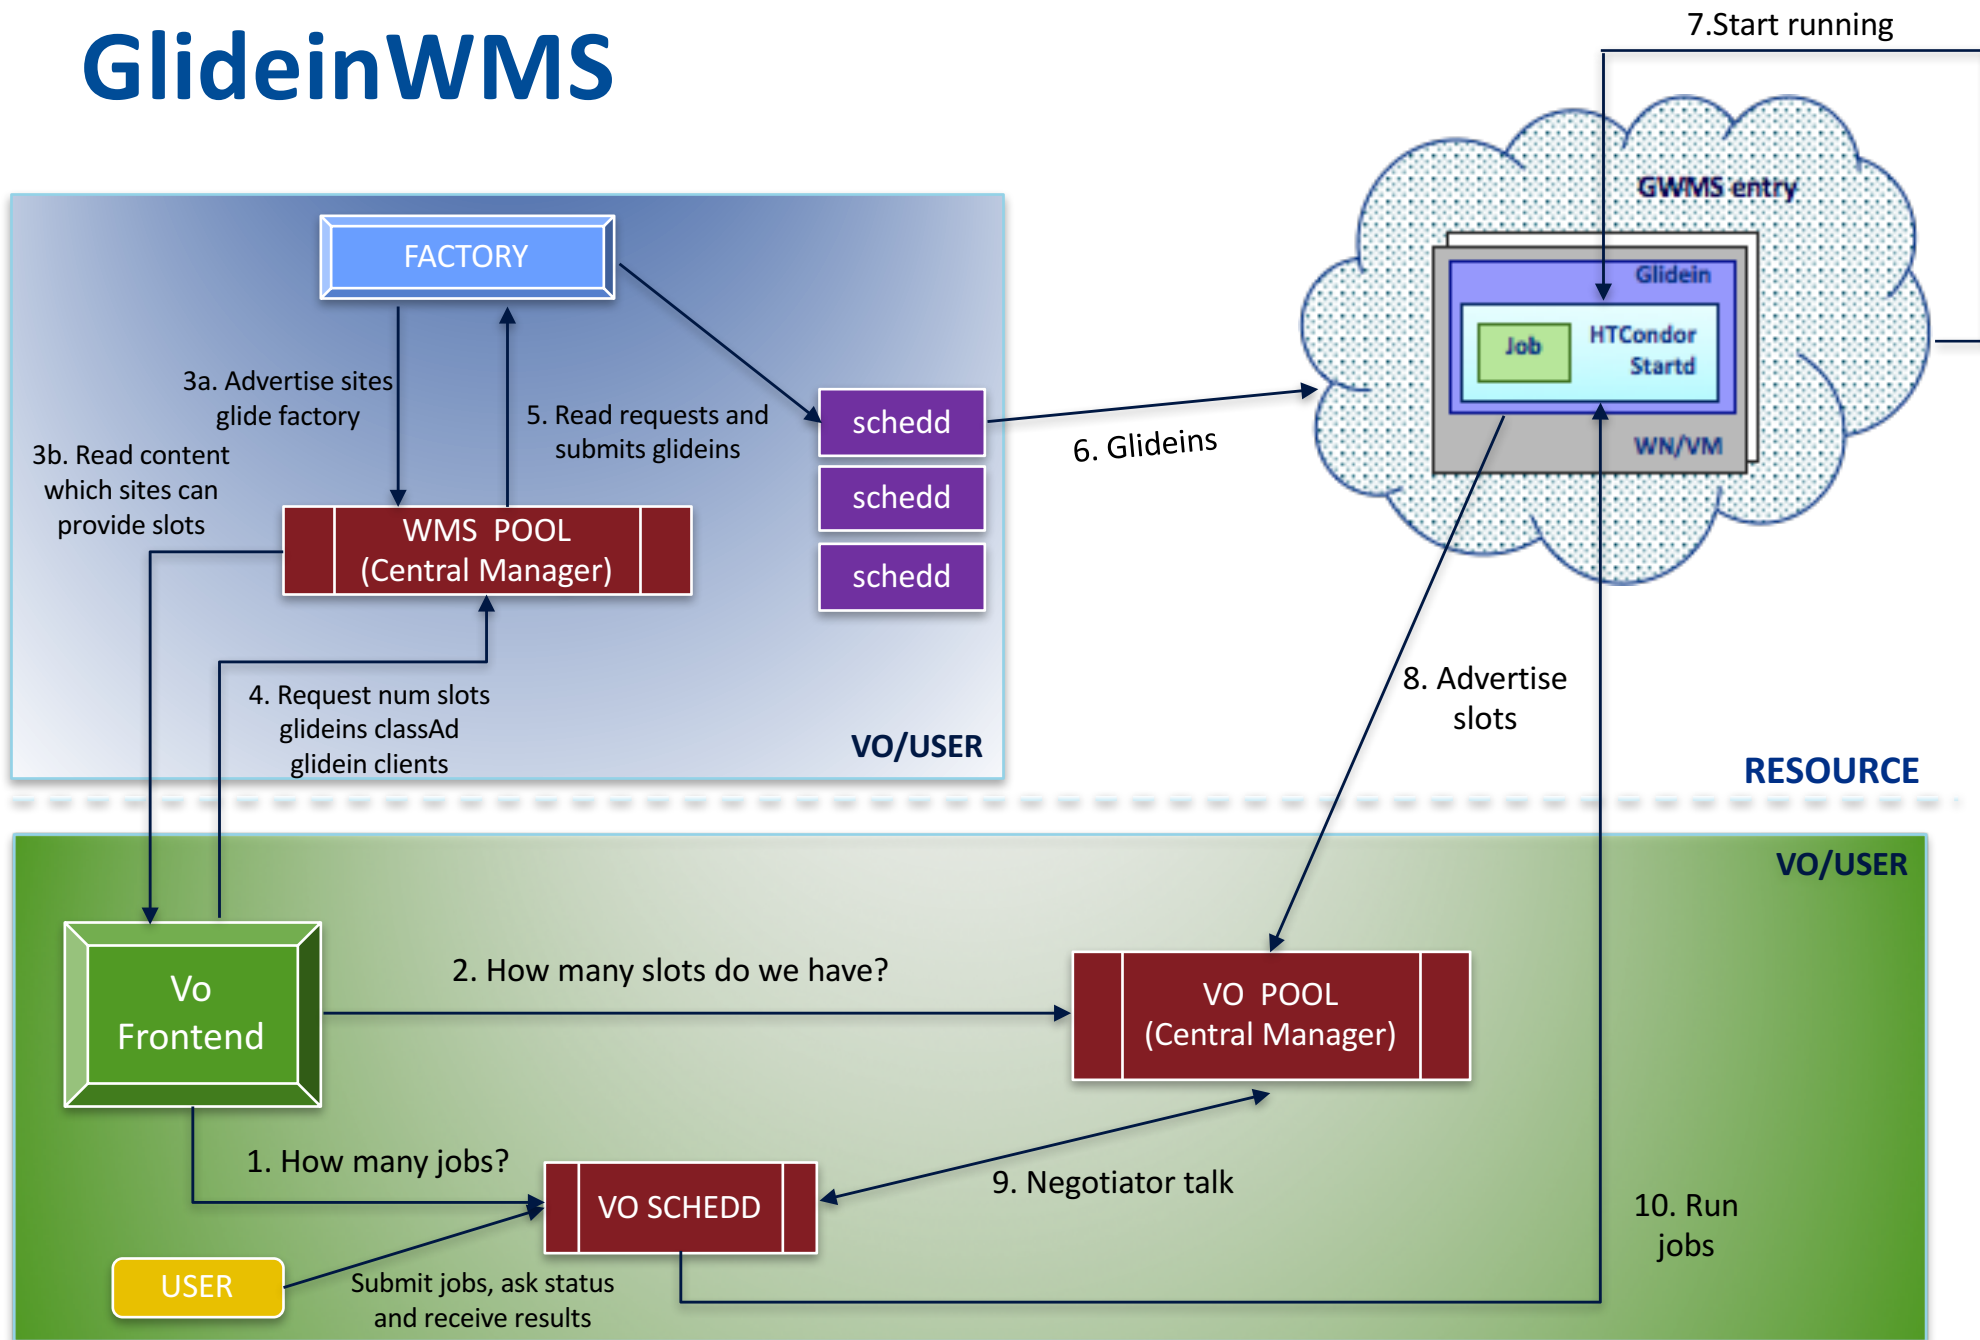 GlideinWMS
7.Start running
GWMS entry
Glidein
HTCondor
Startd
Job
WN/VM
FACTORY
3a. Advertise sites
glide factory
5. Read requests and
submits glideins
3b. Read content
which sites can
provide slots
schedd
schedd
schedd
6. Glideins
WMS  POOL
(Central Manager)
4. Request num slots
glideins classAd
glidein clients
VO/USER
8. Advertise
slots
RESOURCE
VO/USER
Vo
Frontend
2. How many slots do we have?
VO  POOL
(Central Manager)
1. How many jobs?
VO SCHEDD
9. Negotiator talk
10. Run
jobs
USER
Submit jobs, ask status
and receive results